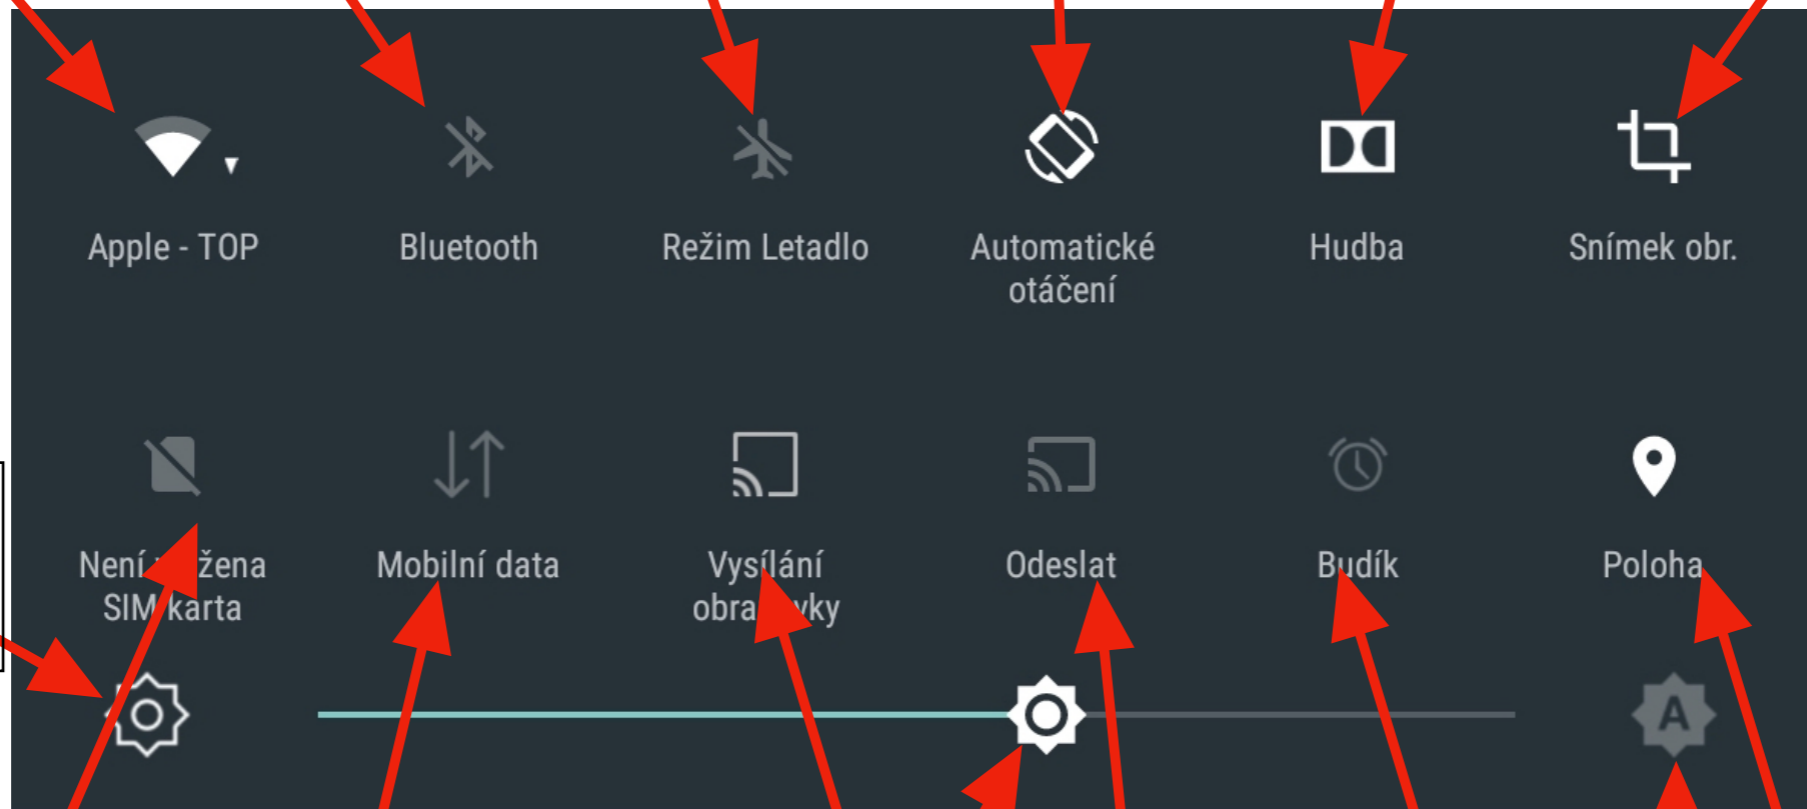 Apple - TOP
Bluetooth
Režim Letadlo
Automatické
otáčení
Hudba
Snímek obr.
Není žena
SIM karta
Mobilní data
Vysílání
obra vky
Odeslat
Budík
Poloha
A